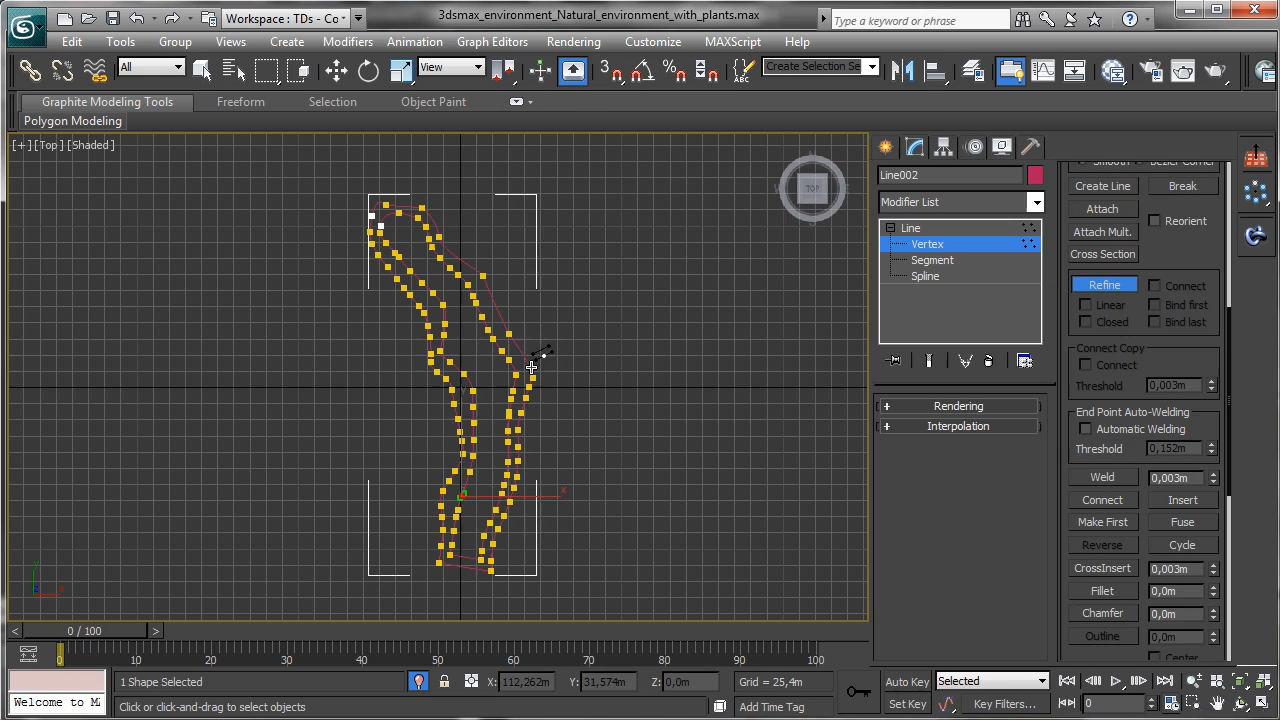 Workspace: TDs - Co
3dsmax_environment_Natural_environment_with_plants.max
Type a keyword or phrase
Edit Tools Group Views Create Modifiers Animation Graph Editors Rendering Customize MAXScript Help
All
View
3
%
ABC
Create Selection Se
Graphite Modeling Tools Freeform Selection Object Paint
Polygon Modeling
[+][Top][Shaded]
TOP
x
Line002
Modifier List
Line
Vertex
Segment
Spline
Rendering
Interpolation
Smooth Bezier Corner
Create Line Break
Attach Reorient
Attach Mult.
Cross Section
Refine Connect
Linear Bind first
Closed Bind last
Connect Copy
Connect
Threshold 0,003m
End Point Auto-Welding
Automatic Welding
Threshold 0,152m
Weld 0,003m
Connect Insert
Make First Fuse
Reverse Cycle
CrossInsert 0,003m
Fillet 0,0m
Chamfer 0,0m
Outline 0,0m
Center
0 / 100
0 10 20 30 40 50 60 70 80 90 100
1 Shape Selected
X: 112,262m Y: 31,574m Z: 0,0m Grid = 25,4m
Auto Key Selected
Welcome to M
Click or click-and-drag to select objects
Add Time Tag
Set Key Key Filters... 0